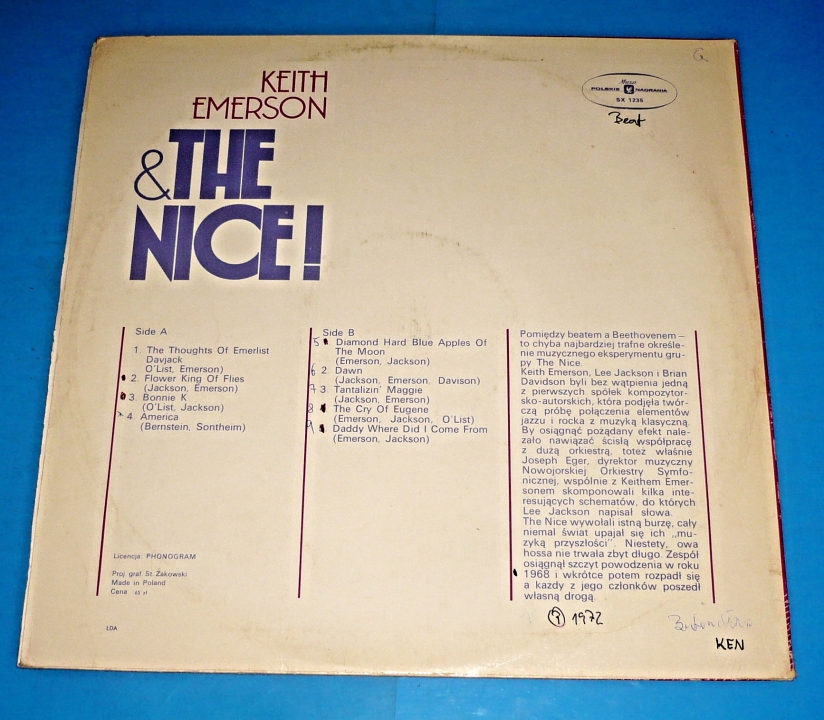 G
KEITH
EMERSON
& THE
NICE!
Muza
POLSKIE NAGRANIA
SX 1235
Beat
Side A
1. The Thoughts Of Emerlist
Davjack
(O'List, Emerson)
2. Flower King Of Flies
(Jackson, Emerson)
3. Bonnie K
(O'List, Jackson)
4. America
(Bernstein, Sontheim)
Side B
5 Diamond Hard Blue Apples Of
The Moon
(Emerson, Jackson)
6 2. Dawn
(Jackson, Emerson, Davison)
7 3. Tantalizin' Maggie
(Jackson, Emerson)
8 The Cry Of Eugene
(Emerson, Jackson, O'List)
9 Daddy Where Did I Come From
(Emerson, Jackson)
Pomiędzy beatem a Beethovenem —
to chyba najbardziej trafne określe-
nie muzycznego eksperymentu gru-
py The Nice.
Keith Emerson, Lee Jackson i Brian
Davidson byli bez wątpienia jedną
z pierwszych spółek kompozytor-
sko-autorskich, która podjęła twór-
czą próbę połączenia elementów
jazzu i rocka z muzyką klasyczną.
By osiągnąć pożądany efekt nale-
żało nawiązać ścisłą współpracę
z dużą orkiestrą, toteż właśnie
Joseph Eger, dyrektor muzyczny
Nowojorskiej Orkiestry Symfo-
nicznej, wspólnie z Keithem Emer-
sonem skomponowali kilka inte-
resujących schematów, do których
Lee Jackson napisał słowa.
The Nice wywołali istną burzę, cały
niemal świat upajał się ich „mu-
zyką przyszłości". Niestety, owa
hossa nie trwała zbyt długo. Zespół
osiągnął szczyt powodzenia w roku
1968 i wkrótce potem rozpadł się
a każdy z jego członków poszedł
własną drogą.
Licencja: PHONOGRAM
Proj. graf. St. Żakowski
Made in Poland
Cena 65 zł
LDA
1972
KEN